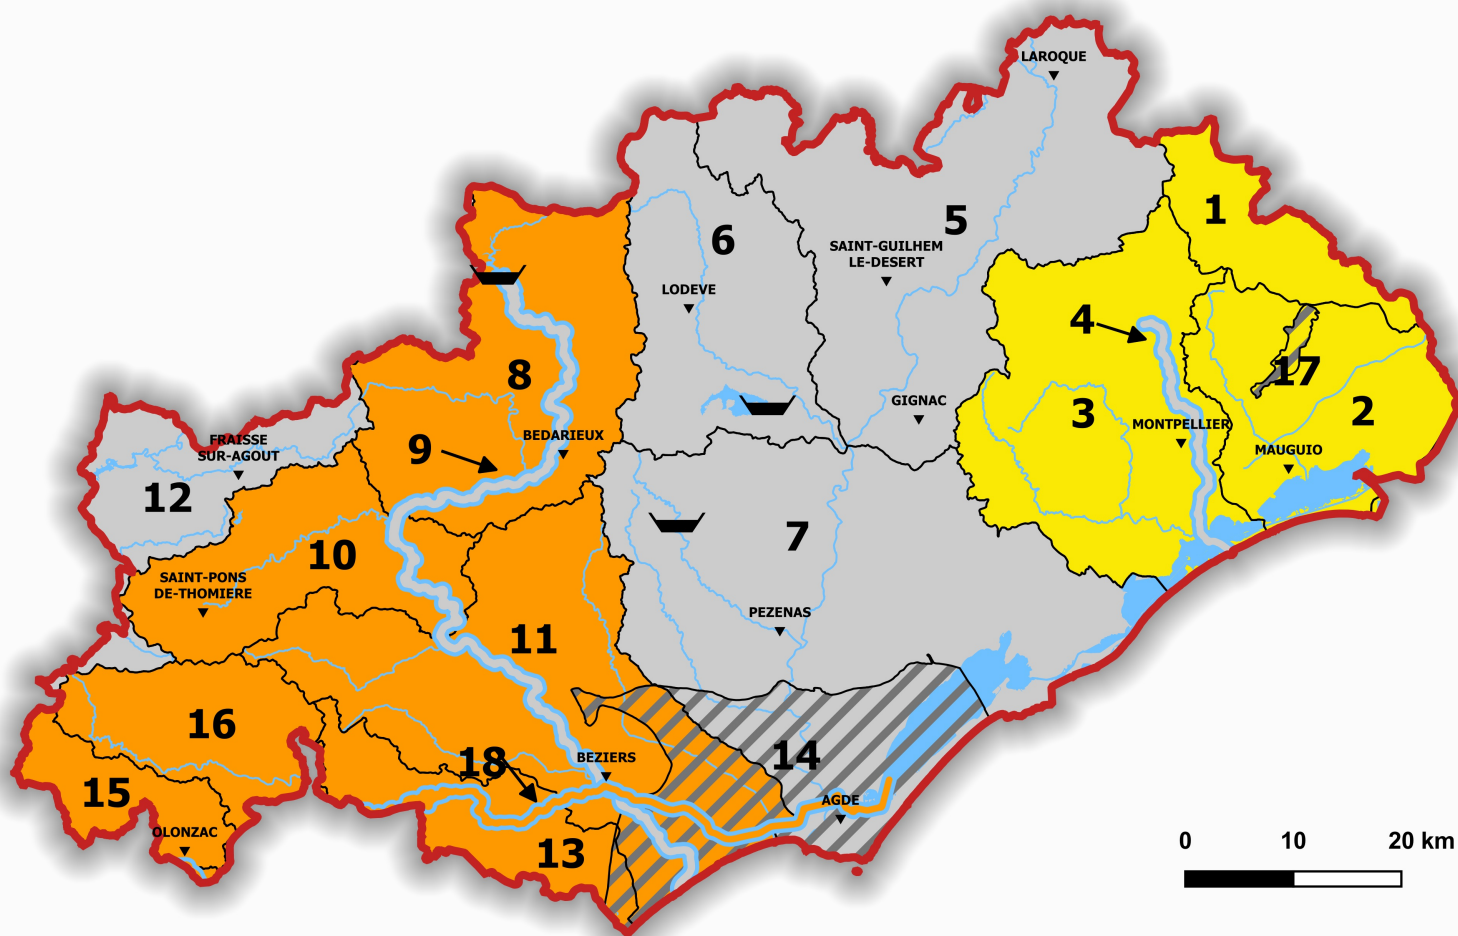 LAROQUE
1
5
6
SAINT-GUILHEM
LE-DESERT
LODEVE
4
17
8
GIGNAC
2
3
MONTPELLIER
BEDARIEUX
9
FRAISSE
SUR-AGOUT
MAUGUIO
12
7
10
SAINT-PONS
DE-THOMIERE
PEZENAS
11
16
14
BEZIERS
18
15
AGDE
OLONZAC
13
0 10 20 km